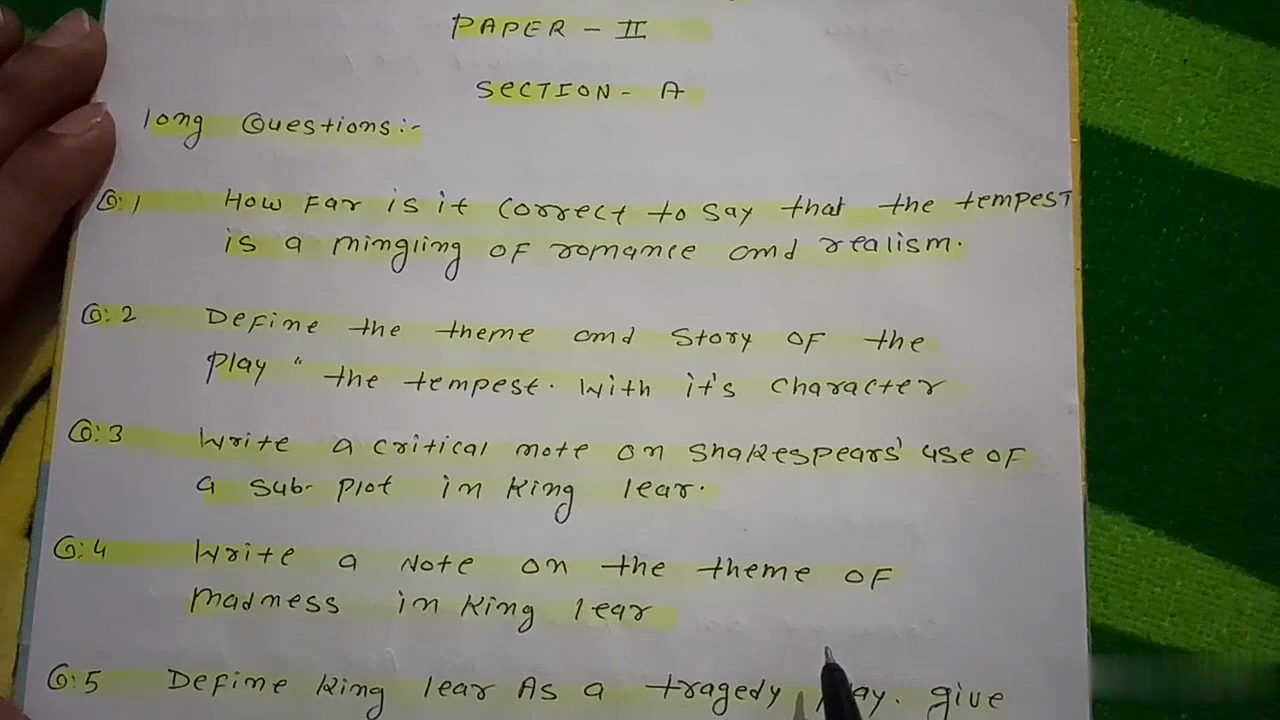 PAPER - II
SECTION - A
long Questions:-
Q:1 How Far is it correct to say that the tempest
is a mingling of romance and realism.
Q:2 Define the theme and story of the
play " the tempest. with it's character
Q:3 Write a critical note on Shakespears' use of
a sub- plot in king lear.
Q:4 Write a Note on the theme of
madness in king lear
Q:5 Define king lear As a tragedy play. give